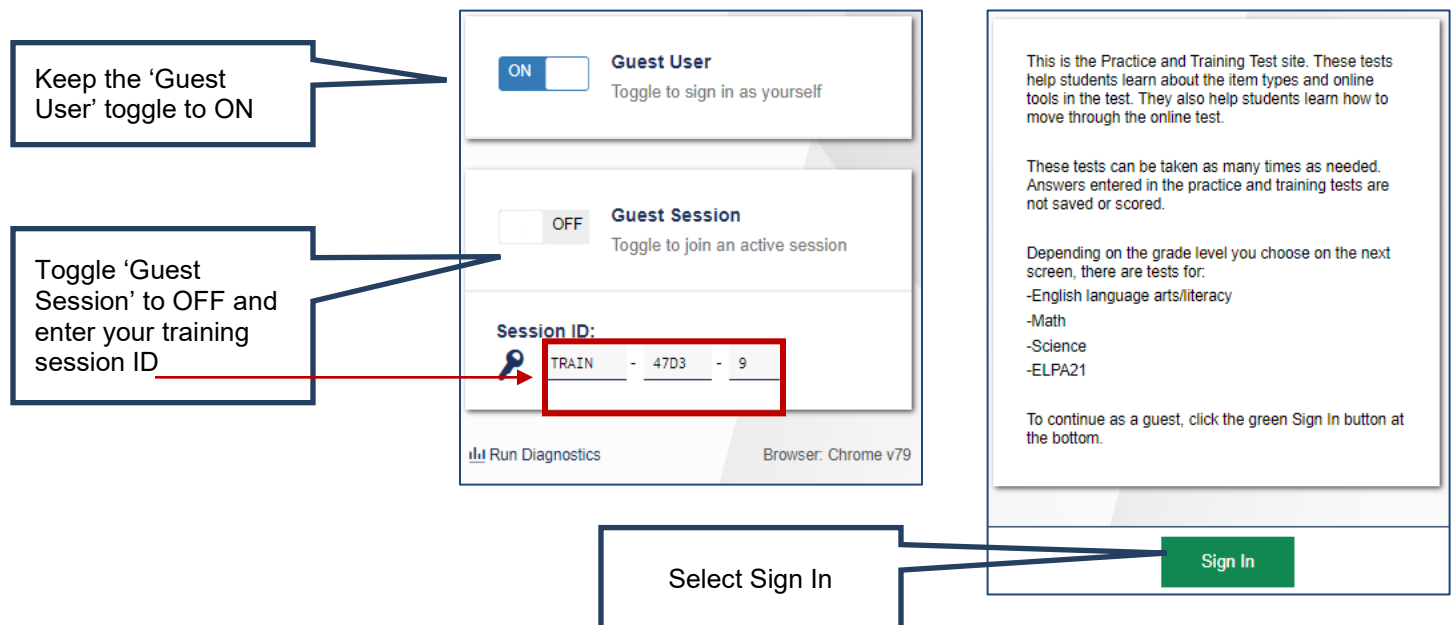 Keep the ‘Guest
User’ toggle to ON
Toggle ‘Guest
Session’ to OFF and
enter your training
session ID
ON
Guest User
Toggle to sign in as yourself
OFF
Guest Session
Toggle to join an active session
Session ID:
TRAIN - 47D3 - 9
Run Diagnostics
Browser: Chrome v79
This is the Practice and Training Test site. These tests
help students learn about the item types and online
tools in the test. They also help students learn how to
move through the online test.
These tests can be taken as many times as needed.
Answers entered in the practice and training tests are
not saved or scored.
Depending on the grade level you choose on the next
screen, there are tests for:
-English language arts/literacy
-Math
-Science
-ELPA21
To continue as a guest, click the green Sign In button at
the bottom.
Select Sign In
Sign In